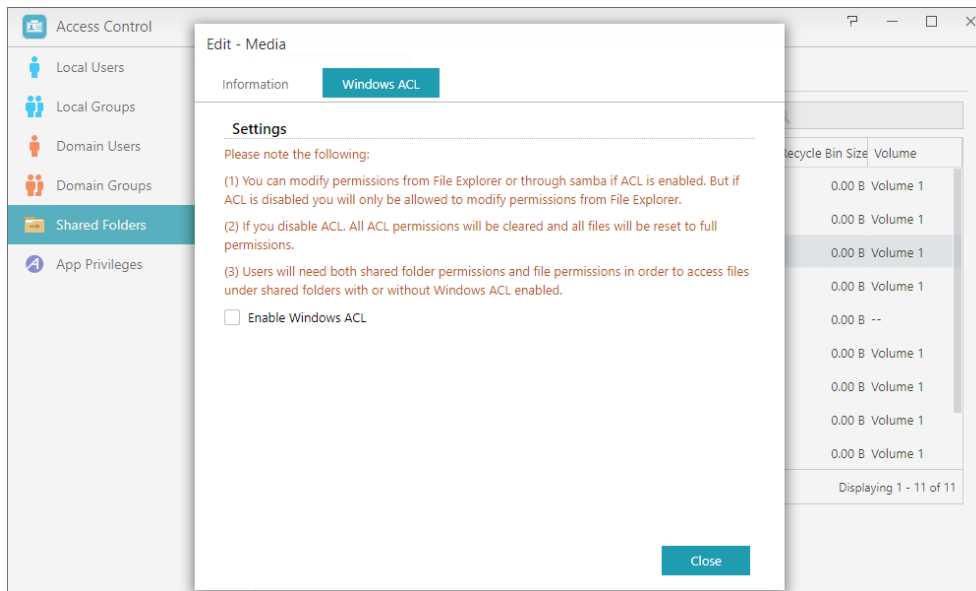 Access Control
Edit - Media
Local Users
Local Groups
Domain Users
Domain Groups
Shared Folders
App Privileges
Information
Windows ACL
Settings
Please note the following:
(1) You can modify permissions from File Explorer or through samba if ACL is enabled. But if
ACL is disabled you will only be allowed to modify permissions from File Explorer.
(2) If you disable ACL. All ACL permissions will be cleared and all files will be reset to full
permissions.
(3) Users will need both shared folder permissions and file permissions in order to access files
under shared folders with or without Windows ACL enabled.
Enable Windows ACL
Close
Recycle Bin Size Volume
0.00 B Volume 1
0.00 B Volume 1
0.00 B Volume 1
0.00 B Volume 1
0.00 B --
0.00 B Volume 1
0.00 B Volume 1
0.00 B Volume 1
0.00 B Volume 1
Displaying 1 - 11 of 11